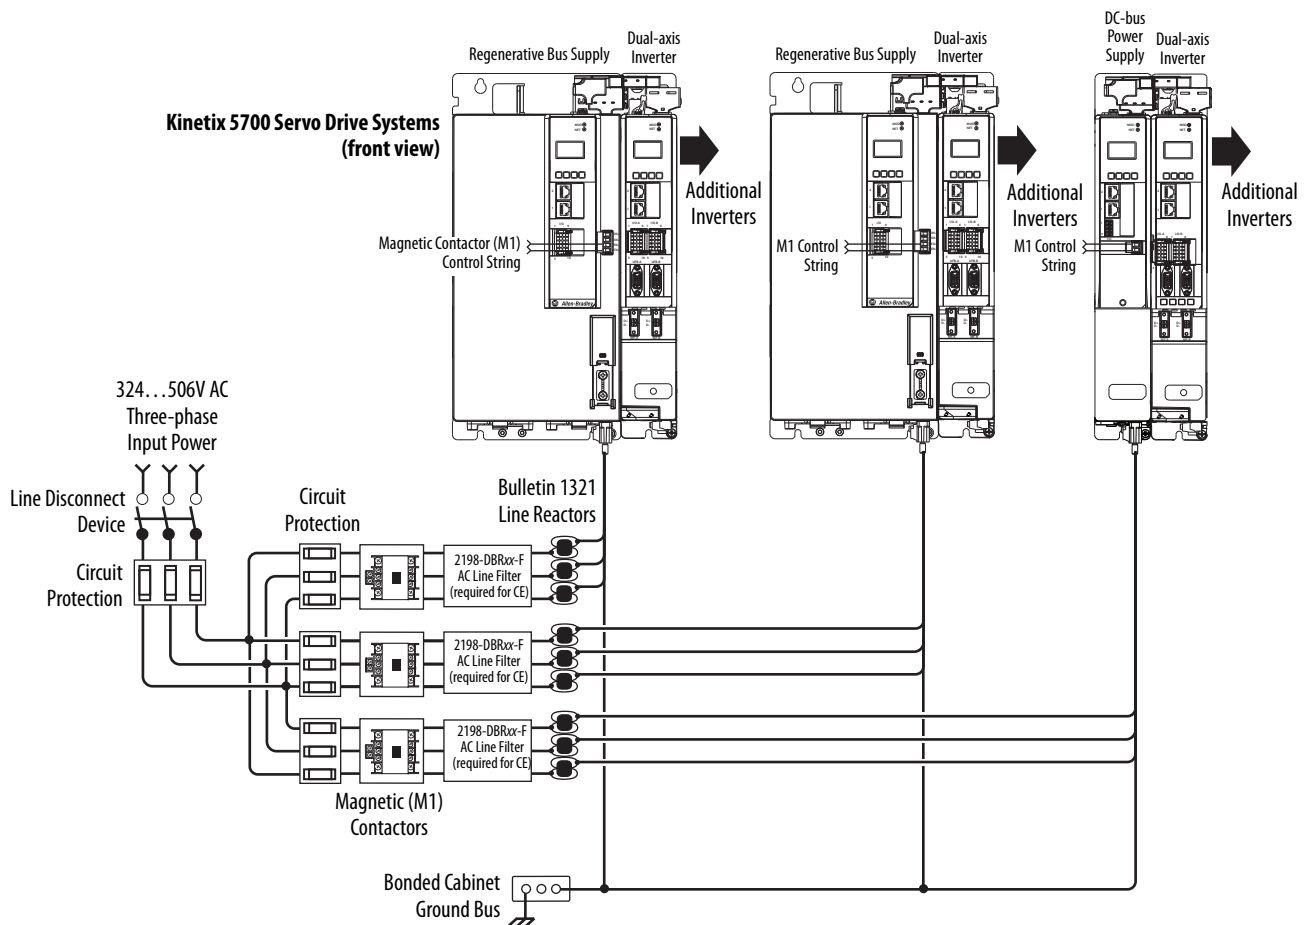 DC-bus
Power
Supply
Dual-axis
Inverter
Regenerative Bus Supply
Dual-axis
Inverter
Regenerative Bus Supply
Dual-axis
Inverter
Kinetix 5700 Servo Drive Systems
(front view)
Additional
Inverters
Additional
Inverters
Additional
Inverters
Magnetic Contactor (M1)
Control String
M1 Control
String
M1 Control
String
Allen-Bradley
Allen-Bradley
324...506V AC
Three-phase
Input Power
Line Disconnect
Device
Circuit
Protection
Circuit
Protection
Bulletin 1321
Line Reactors
2198-DBRxx-F
AC Line Filter
(required for CE)
2198-DBRxx-F
AC Line Filter
(required for CE)
2198-DBRxx-F
AC Line Filter
(required for CE)
Magnetic (M1)
Contactors
Bonded Cabinet
Ground Bus